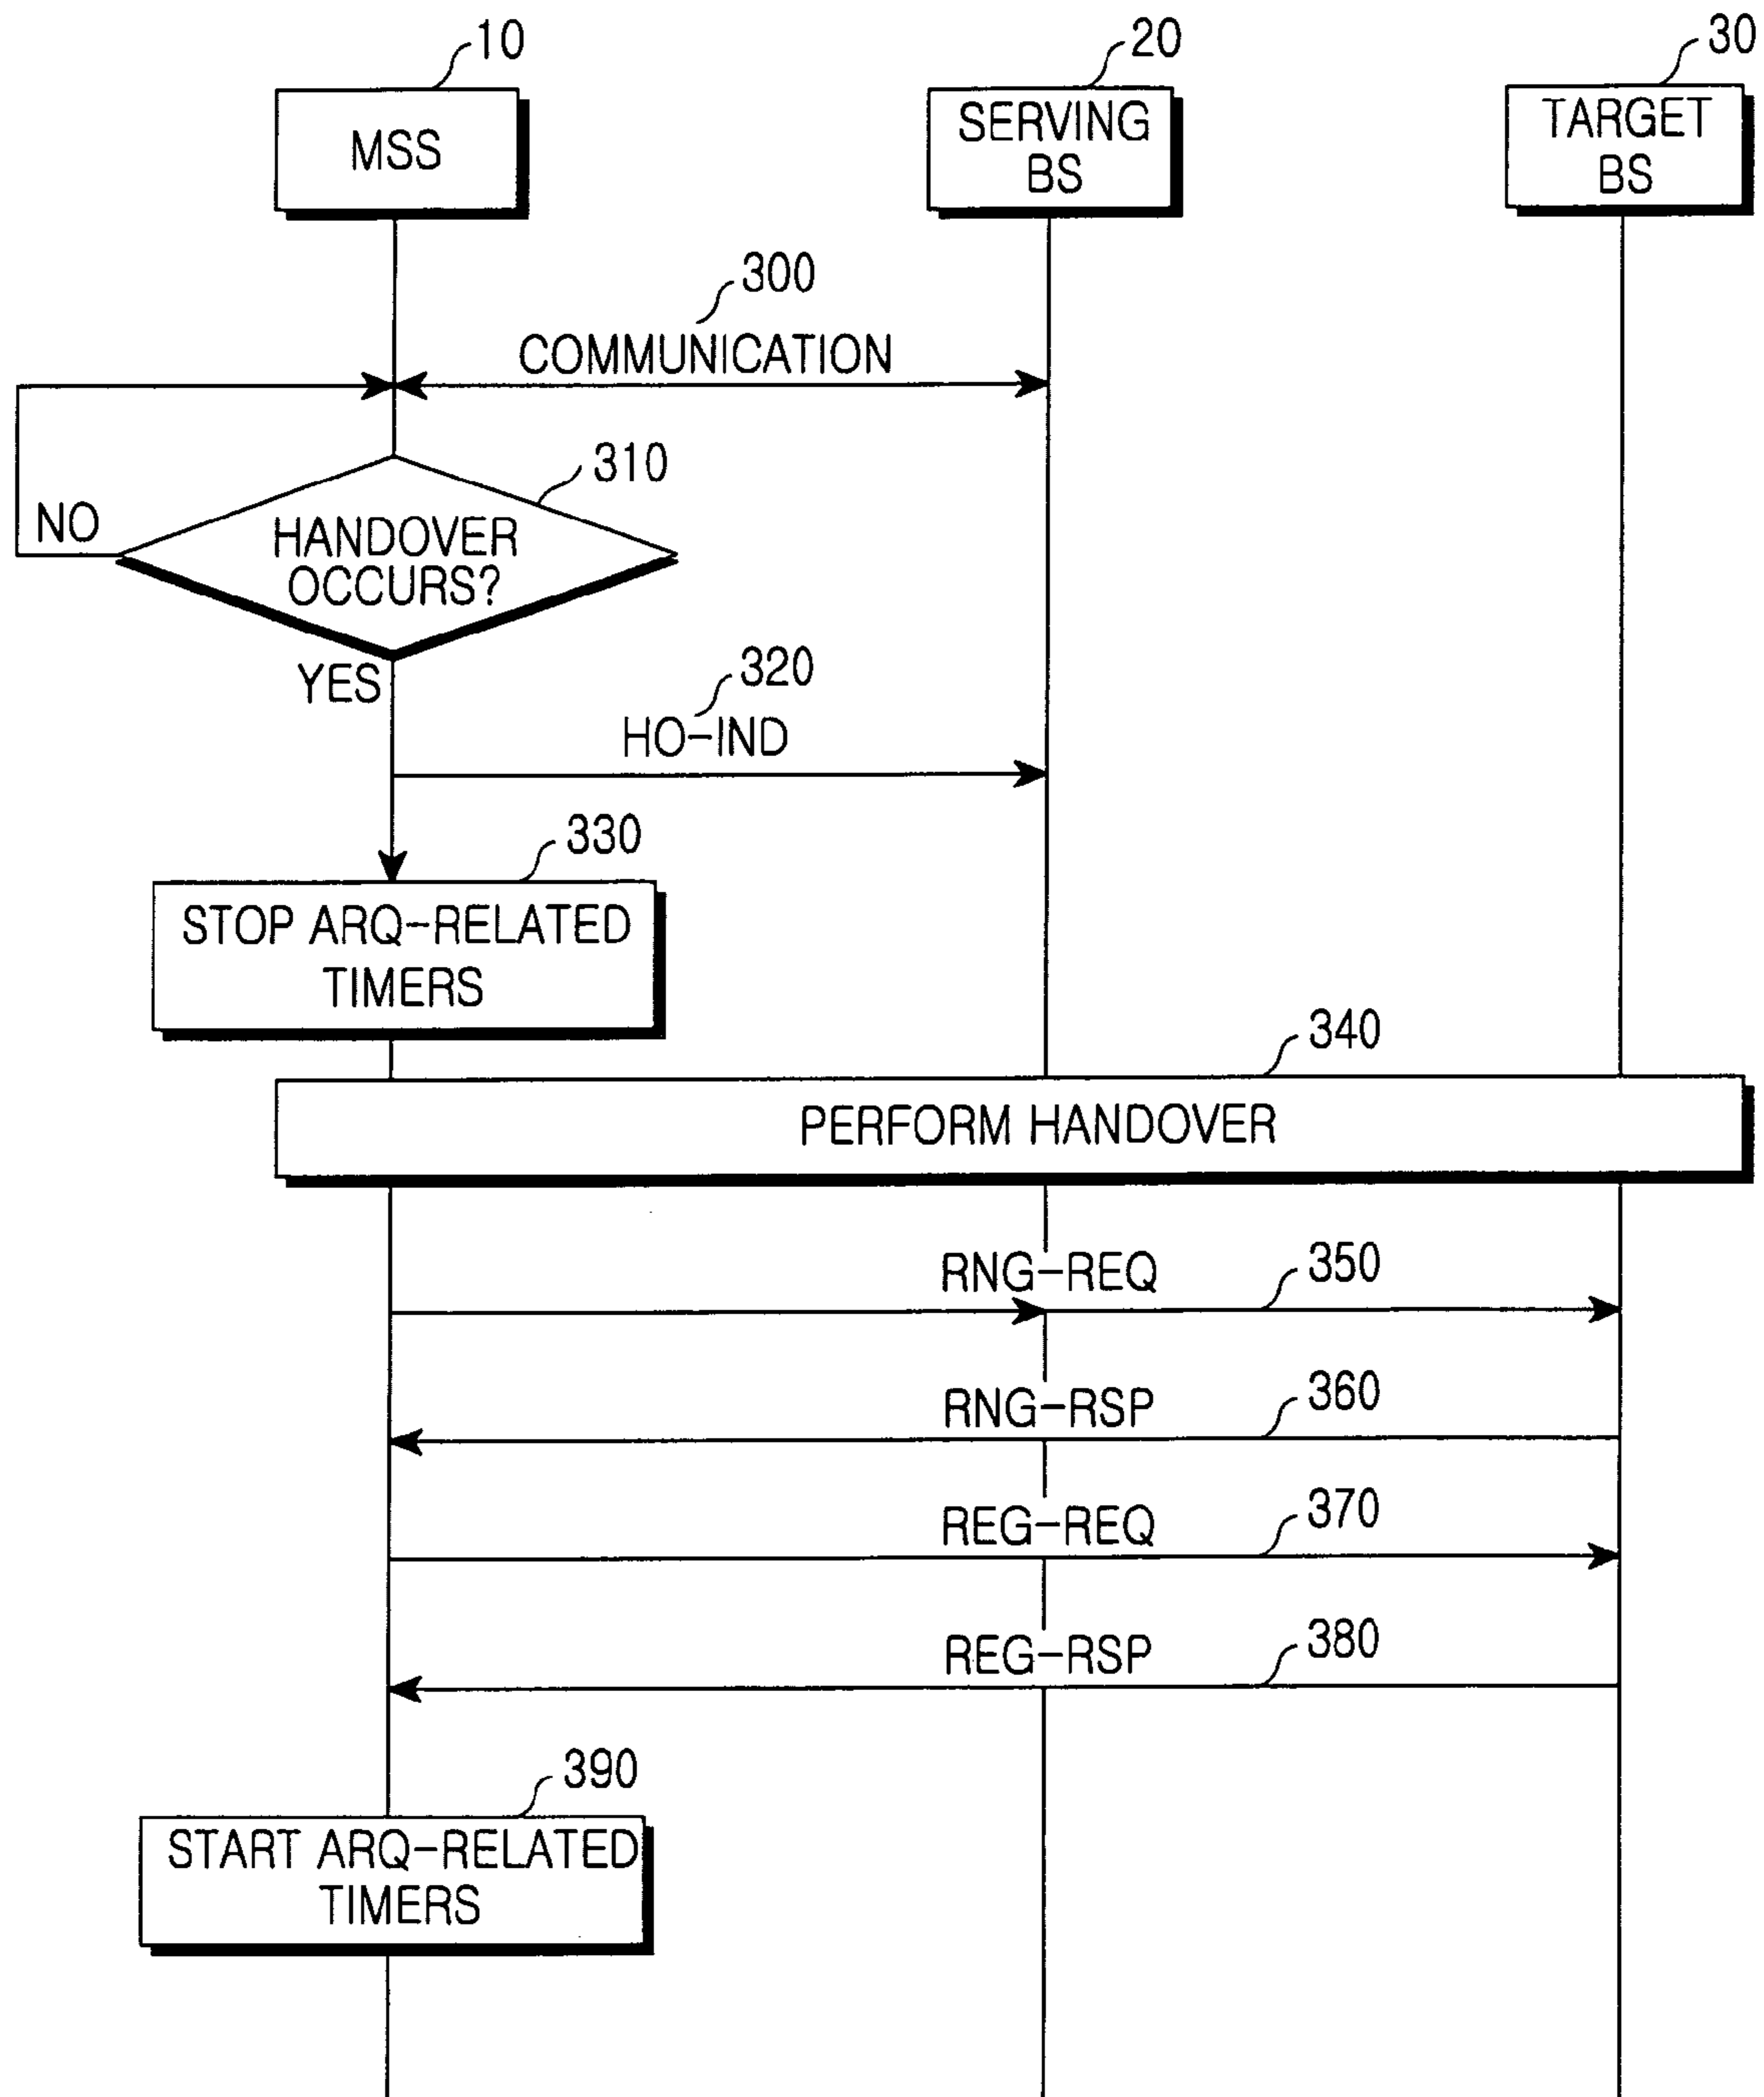 10
20
30
MSS
SERVING
BS
TARGET
BS
300
COMMUNICATION
310
NO
HANDOVER
OCCURS?
YES
320
HO-IND
330
STOP ARQ-RELATED
TIMERS
340
PERFORM HANDOVER
RNG-REQ
350
RNG-RSP
360
REG-REQ
370
REG-RSP
380
390
START ARQ-RELATED
TIMERS